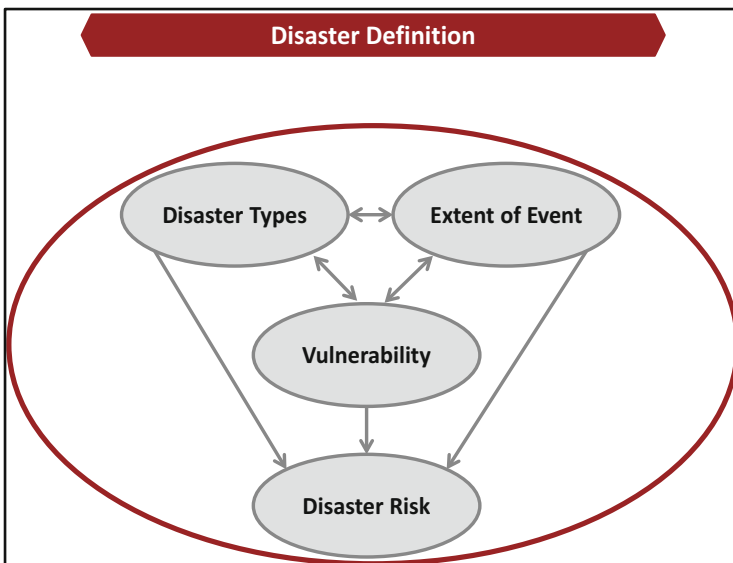 Disaster Definition
Disaster Types
Extent of Event
Vulnerability
Disaster Risk